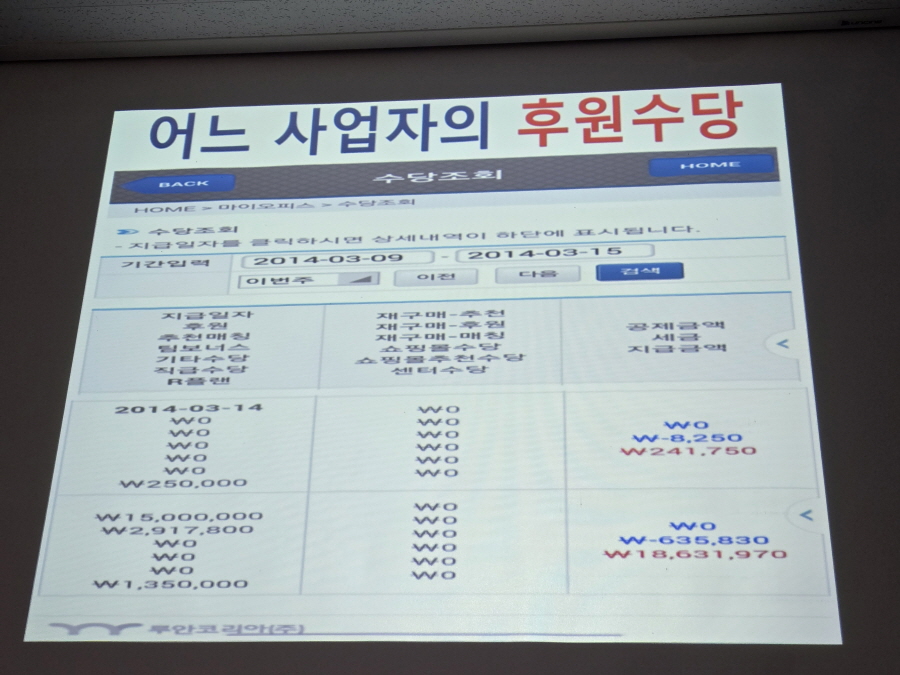 어느 사업자의 후원수당
BACK
수당조회
HOME
HOME > 마이오피스 > 수당조회
수당조회
- 지급일자를 클릭하시면 상세내역이 하단에 표시됩니다.
기간입력
2014-03-09 - 2014-03-15
이번주
이전
다음
검색
지급일자
후원
추천매칭
팀보너스
기타수당
직급수당
R플랜
재구매-추천
재구매-후원
재구매-매칭
쇼핑몰수당
쇼핑몰추천수당
센터수당
공제금액
세금
지급금액
<
2014-03-14
₩0
₩0
₩0
₩0
₩0
₩250,000
₩0
₩0
₩0
₩0
₩0
₩0
₩0
₩-8,250
₩241,750
₩15,000,000
₩2,917,800
₩0
₩0
₩0
₩1,350,000
₩0
₩0
₩0
₩0
₩0
₩0
₩0
₩-635,830
₩18,631,970
<
루안코리아(주)